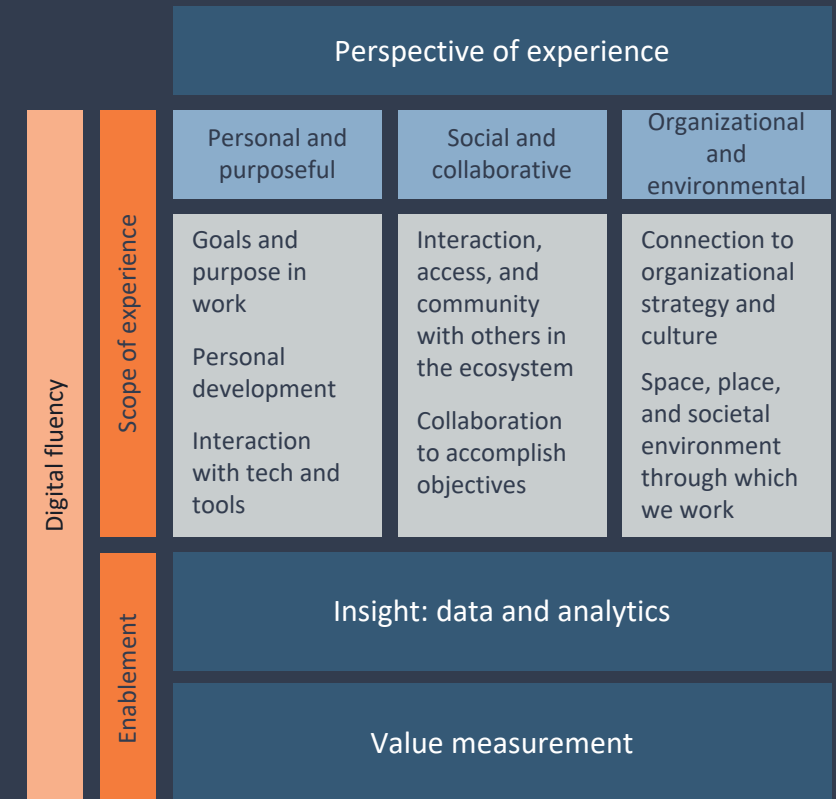 Perspective of experience
Digital fluency
Scope of experience
Personal and
purposeful
Social and
collaborative
Organizational
and
environmental
Goals and
purpose in
work
Personal
development
Interaction
with tech and
tools
Interaction,
access, and
community
with others in
the ecosystem
Collaboration
to accomplish
objectives
Connection to
organizational
strategy and
culture
Space, place,
and societal
environment
through which
we work
Enablement
Insight: data and analytics
Value measurement